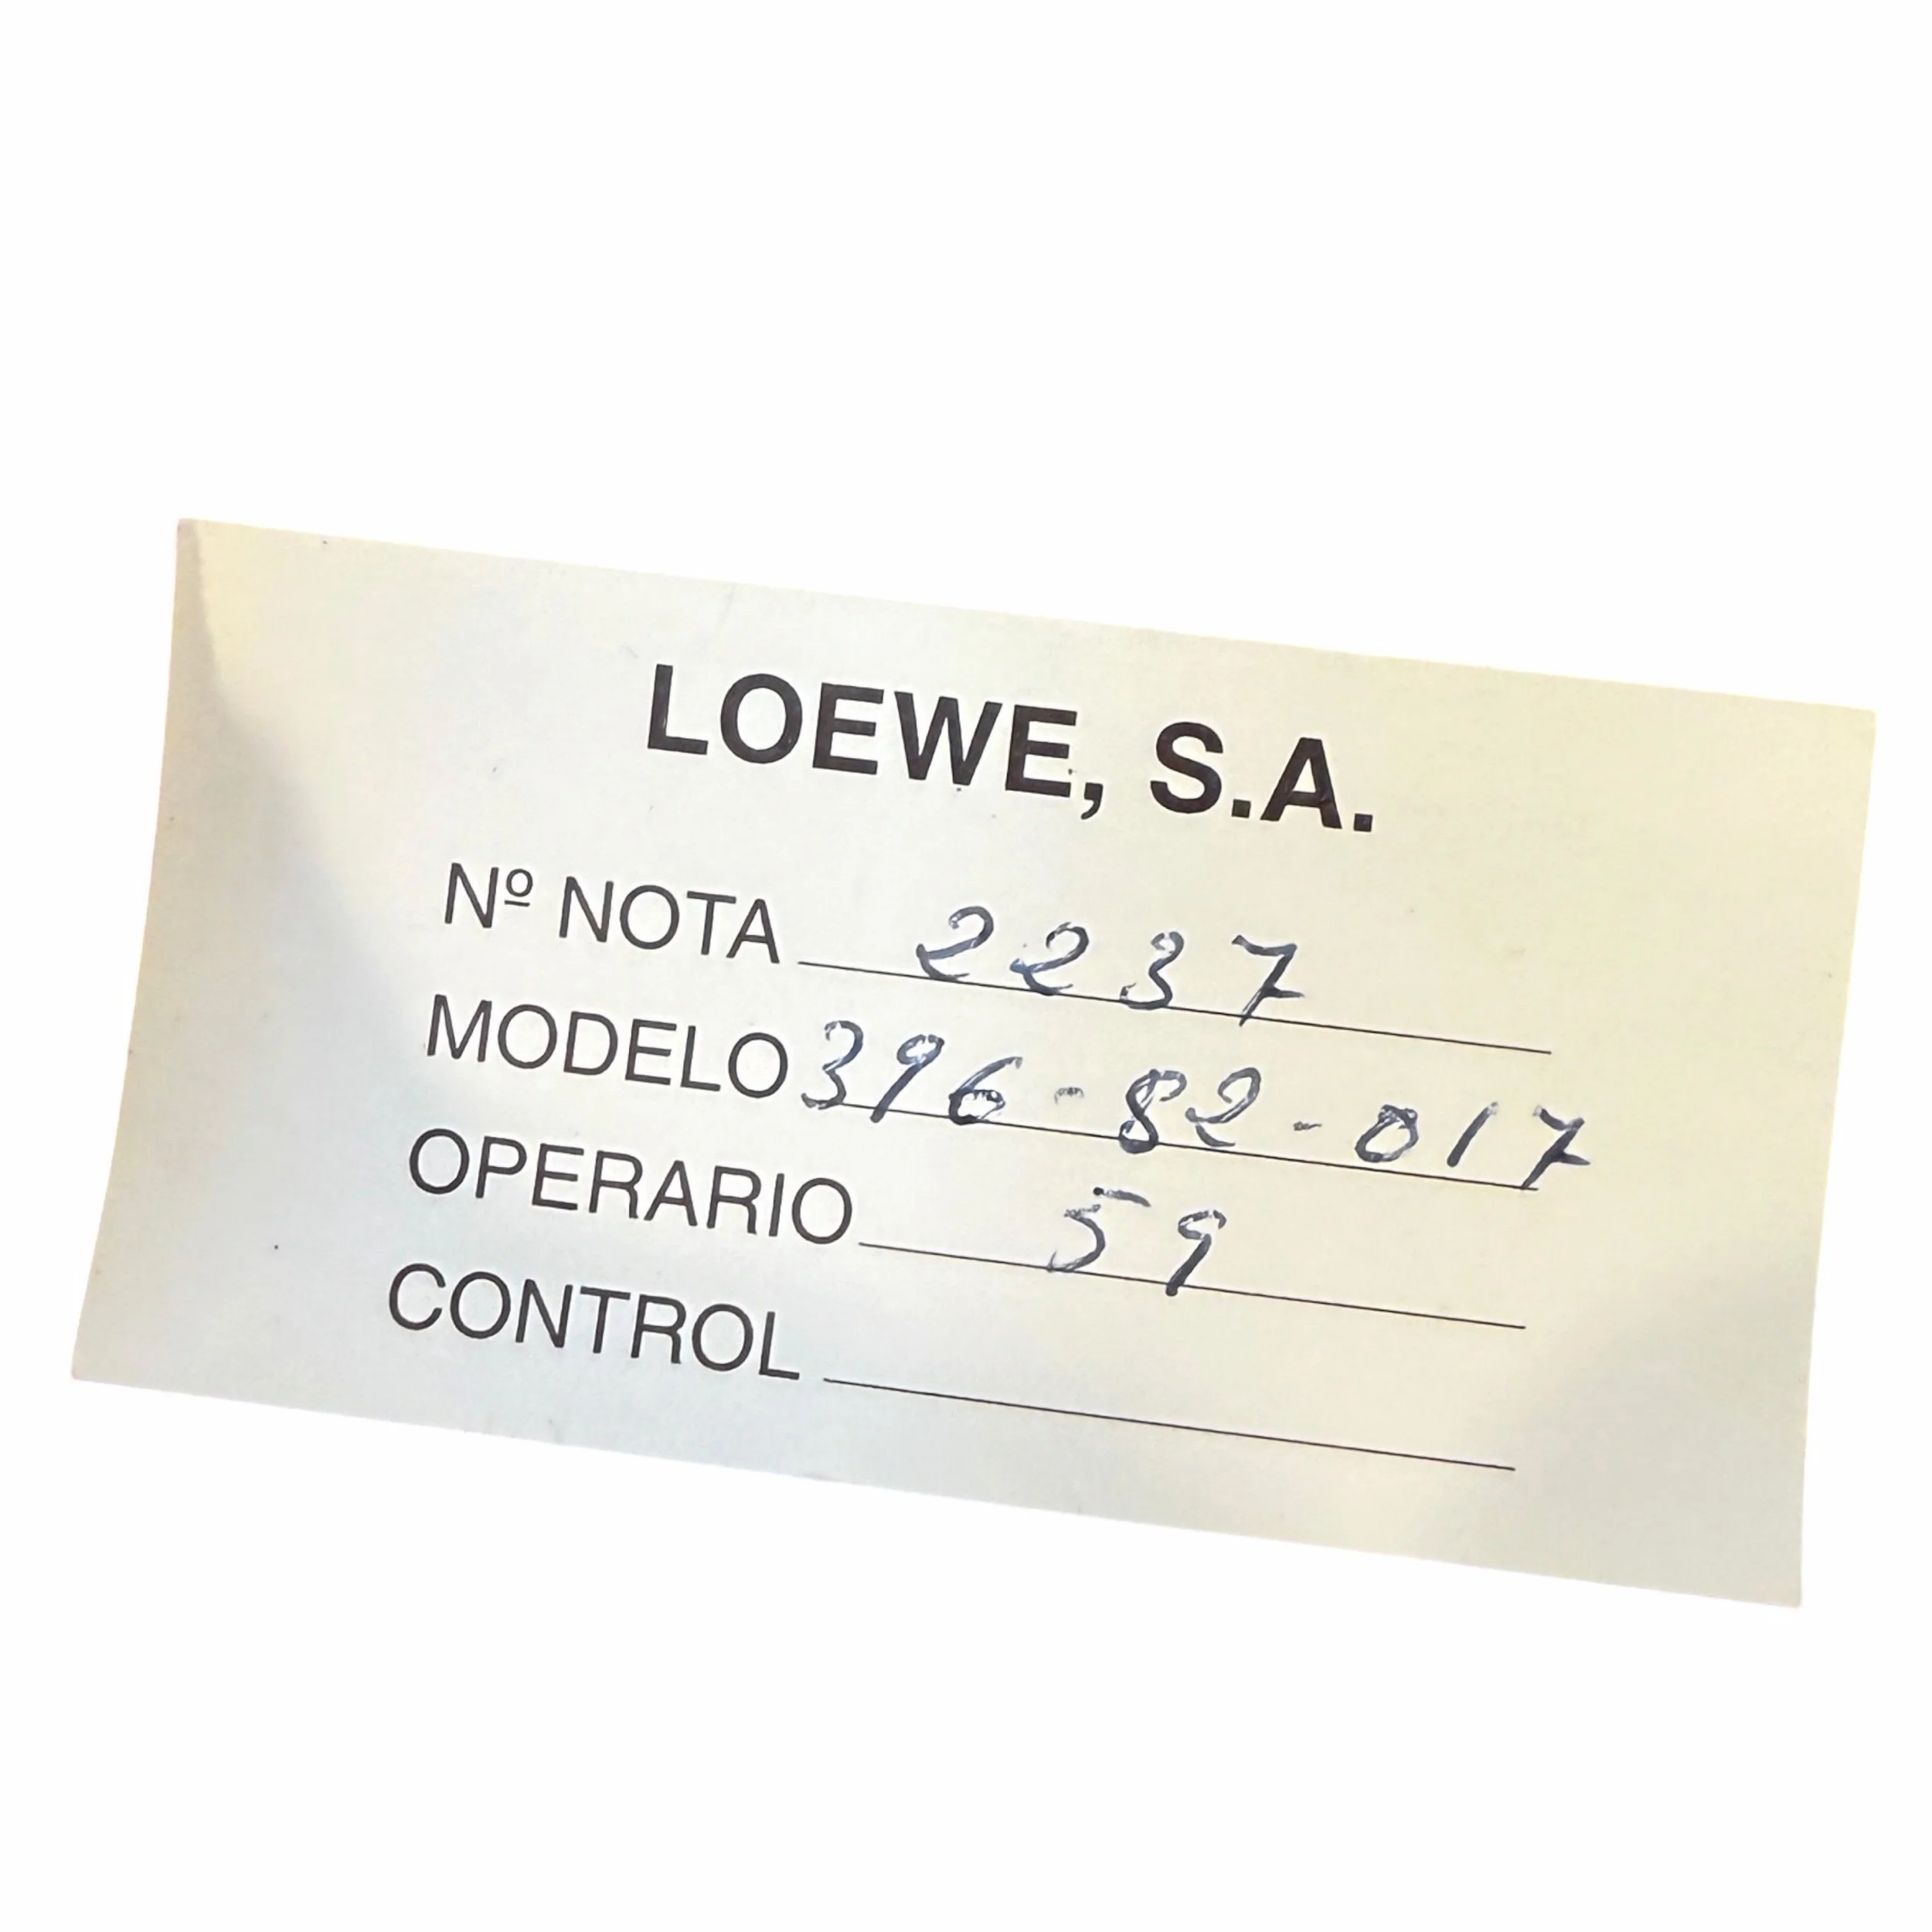 LOEWE, S.A.
Nº NOTA 2237
MODELO 396-82-017
OPERARIO 59
CONTROL